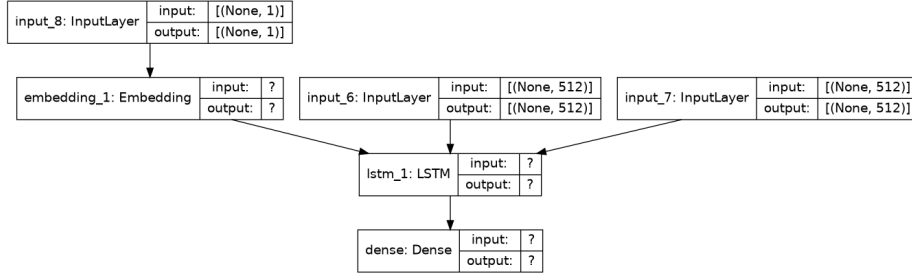 input_8: InputLayer input: [(None, 1)]
output: [(None, 1)]
embedding_1: Embedding input: ?
output: ?
input_6: InputLayer input: [(None, 512)]
output: [(None, 512)]
input_7: InputLayer input: [(None, 512)]
output: [(None, 512)]
lstm_1: LSTM input: ?
output: ?
dense: Dense input: ?
output: ?